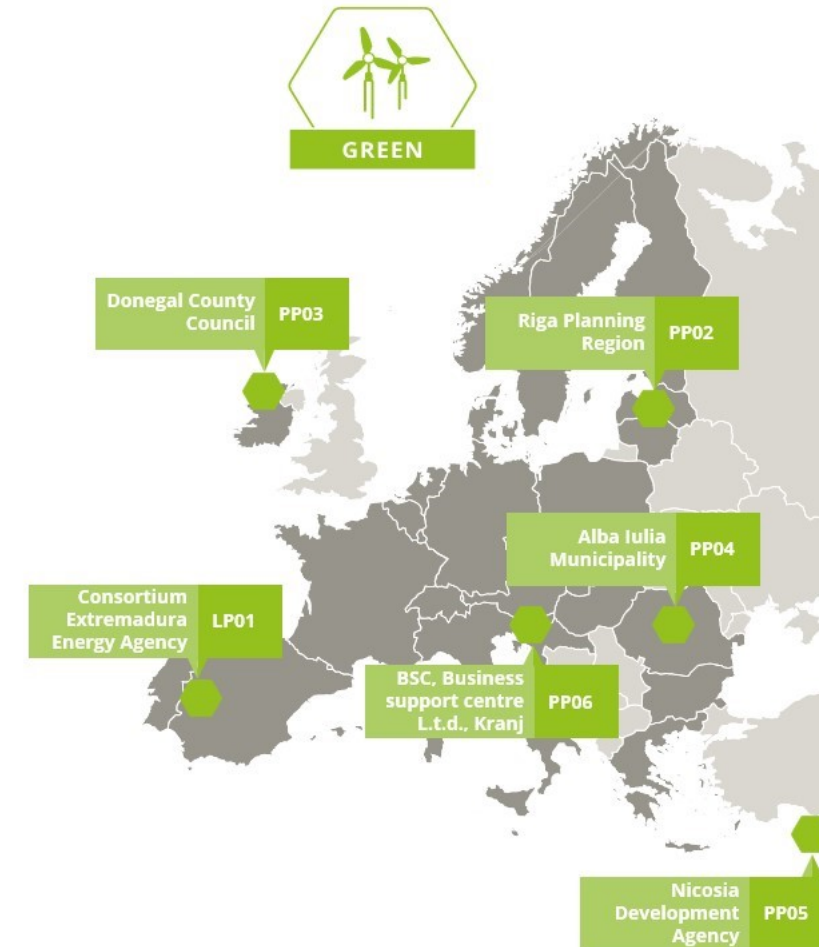 GREEN
Donegal County
Council
PP03
Riga Planning
Region
PP02
Alba Iulia
Municipality
PP04
Consortium
Extremadura
Energy Agency
LP01
BSC, Business
support centre
L.t.d., Kranj
PP06
Nicosia
Development
Agency
PP05